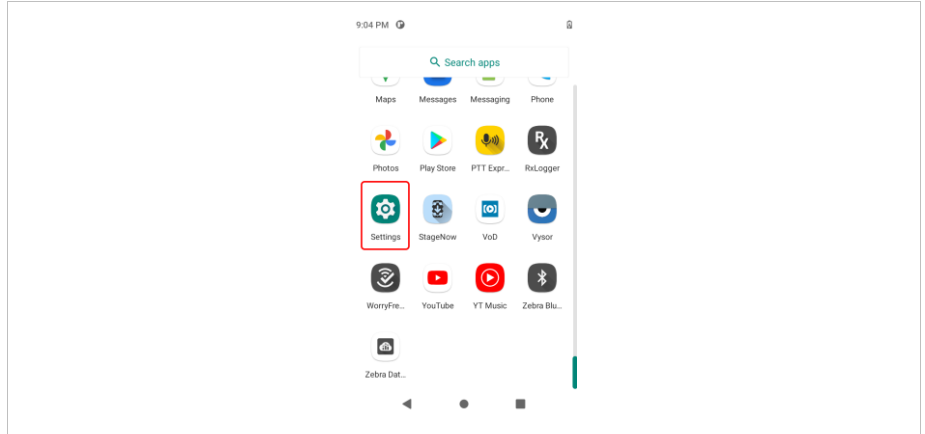 9:04 PM
Search apps
Maps Messages Messaging Phone
Photos Play Store PTT Expr... RxLogger
Settings StageNow VoD Vysor
WorryFre... YouTube YT Music Zebra Blu...
Zebra Dat...